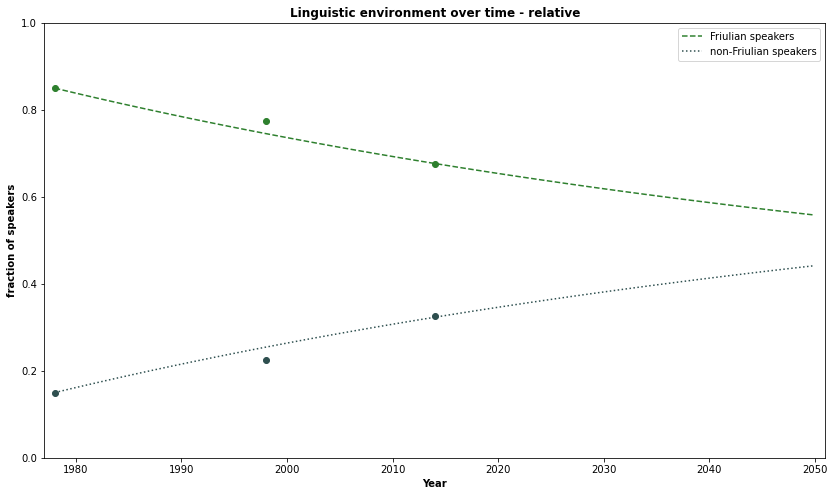 Linguistic environment over time - relative
Friulian speakers
non-Friulian speakers
1.0
0.8
0.6
0.4
0.2
0.0
fraction of speakers
1980 1990 2000 2010 2020 2030 2040 2050
Year